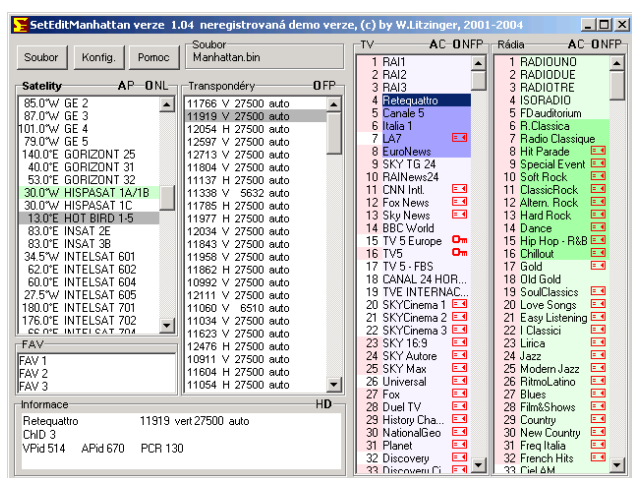 SetEditManhattan verze 1.04 neregistrovaná demo verze, (c) by W.Litzinger, 2001-2004
Soubor Konfig. Pomoc
Soubor
Manhattan.bin
Satelity AP ONL
85.0°W GE 2
87.0°W GE 3
101.0°W GE 4
79.0°W GE 5
140.0°E GORIZONT 25
40.0°E GORIZONT 31
53.0°E GORIZONT 32
30.0°W HISPASAT 1A/1B
30.0°W HISPASAT 1C
13.0°E HOT BIRD 1-5
83.0°E INSAT 2E
83.0°E INSAT 3B
34.5°W INTELSAT 601
62.0°E INTELSAT 602
60.0°E INTELSAT 604
27.5°W INTELSAT 605
180.0°E INTELSAT 701
176.0°E INTELSAT 702
66.0°E INTELSAT 704
FAV
FAV 1
FAV 2
FAV 3
Transpondéry OFP
11766 V 27500 auto
11919 V 27500 auto
12054 H 27500 auto
12597 V 27500 auto
12713 V 27500 auto
11804 V 27500 auto
11137 H 27500 auto
11338 V 5632 auto
11785 H 27500 auto
11977 H 27500 auto
12034 V 27500 auto
11843 V 27500 auto
11958 V 27500 auto
11862 H 27500 auto
10992 V 27500 auto
12111 V 27500 auto
11060 V 6510 auto
11034 V 27500 auto
11623 V 27500 auto
12476 H 27500 auto
10911 V 27500 auto
11604 H 27500 auto
11054 H 27500 auto
Informace HD
Retequattro 11919 vert 27500 auto
ChID 3
VPid 514 APid 670 PCR 130
TV AC ONFP
1 RAI1
2 RAI2
3 RAI3
4 Retequattro
5 Canale 5
6 Italia 1
7 LA7
8 EuroNews
9 SKY TG 24
10 RAINews24
11 CNN Intl.
12 Fox News
13 Sky News
14 BBC World
15 TV 5 Europe
16 TV5
17 TV 5 - FBS
18 CANAL 24 HOR...
19 TVE INTERNAC...
20 SKYCinema 1
21 SKYCinema 2
22 SKYCinema 3
23 SKY 16:9
24 SKY Autore
25 SKY Max
26 Universal
27 Fox
28 Duel TV
29 History Cha...
30 NationalGeo
31 Planet
32 Discovery
33 Discovery Ci...
Rádia AC ONFP
1 RADIOUNO
2 RADIODUE
3 RADIOTRE
4 ISORADIO
5 FD auditorium
6 R.Classica
7 Radio Classique
8 Hit Parade
9 Special Event
10 Soft Rock
11 ClassicRock
12 Altern. Rock
13 Hard Rock
14 Dance
15 Hip Hop - R&B
16 Chillout
17 Gold
18 Old Gold
19 SoulClassics
20 Love Songs
21 Easy Listening
22 I Classici
23 Lirica
24 Jazz
25 Modern Jazz
26 RitmoLatino
27 Blues
28 Film&Shows
29 Country
30 New Country
31 Freq Italia
32 French Hits
33 CieLAM